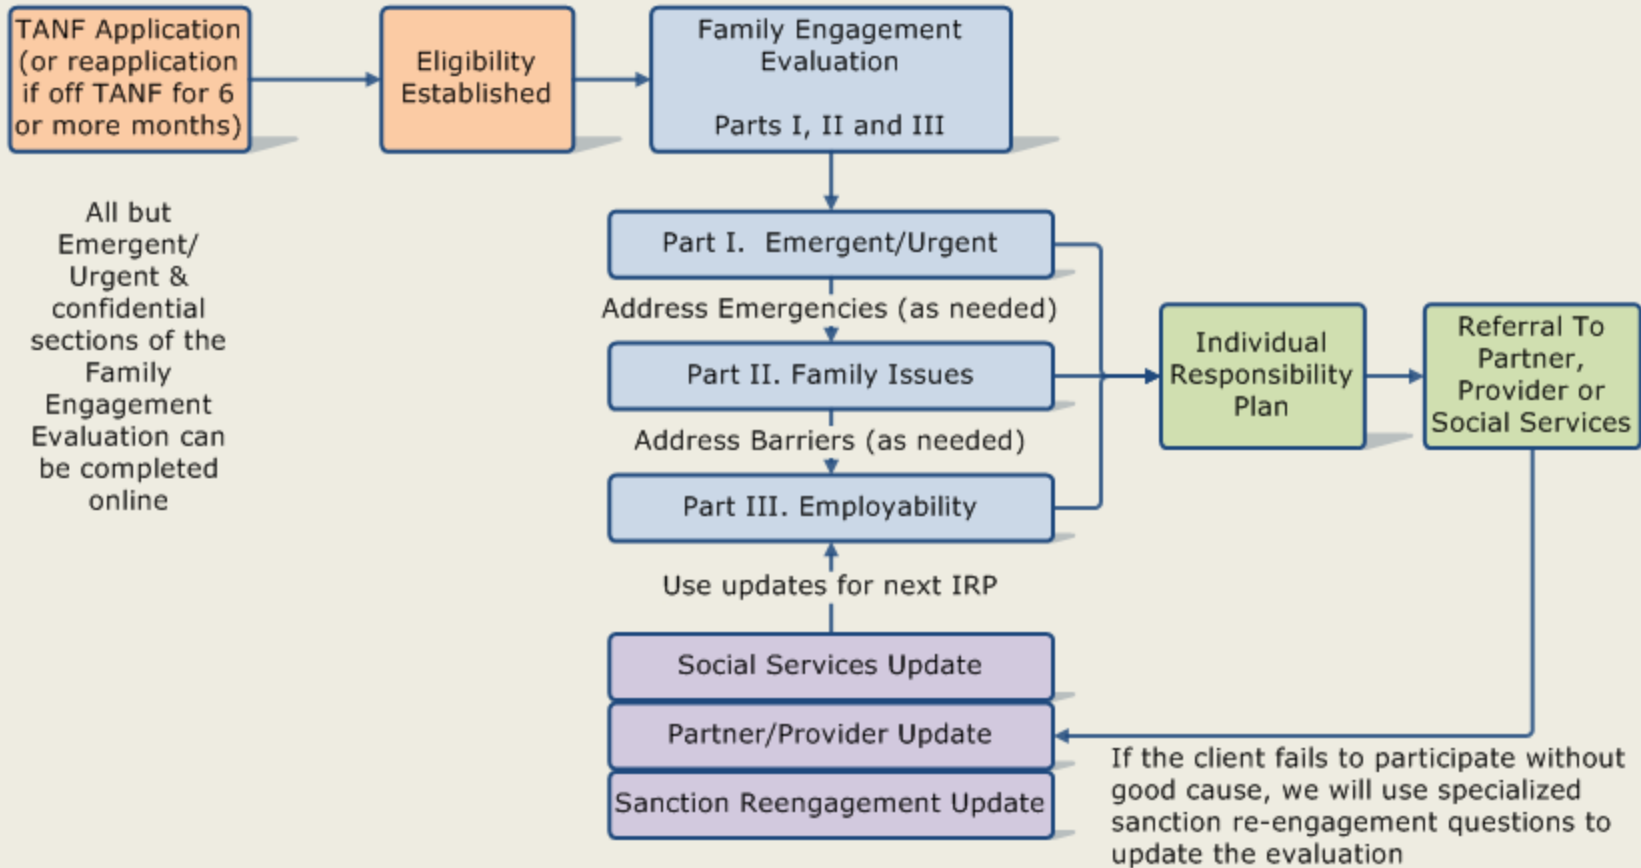 TANF Application
(or reapplication
if off TANF for 6
or more months)
Eligibility
Established
Family Engagement
Evaluation
Parts I, II and III
All but
Emergent/
Urgent &
confidential
sections of the
Family
Engagement
Evaluation can
be completed
online
Part I. Emergent/Urgent
Address Emergencies (as needed)
Part II. Family Issues
Address Barriers (as needed)
Part III. Employability
Use updates for next IRP
Individual
Responsibility
Plan
Referral To
Partner,
Provider or
Social Services
Social Services Update
Partner/Provider Update
Sanction Reengagement Update
If the client fails to participate without
good cause, we will use specialized
sanction re-engagement questions to
update the evaluation